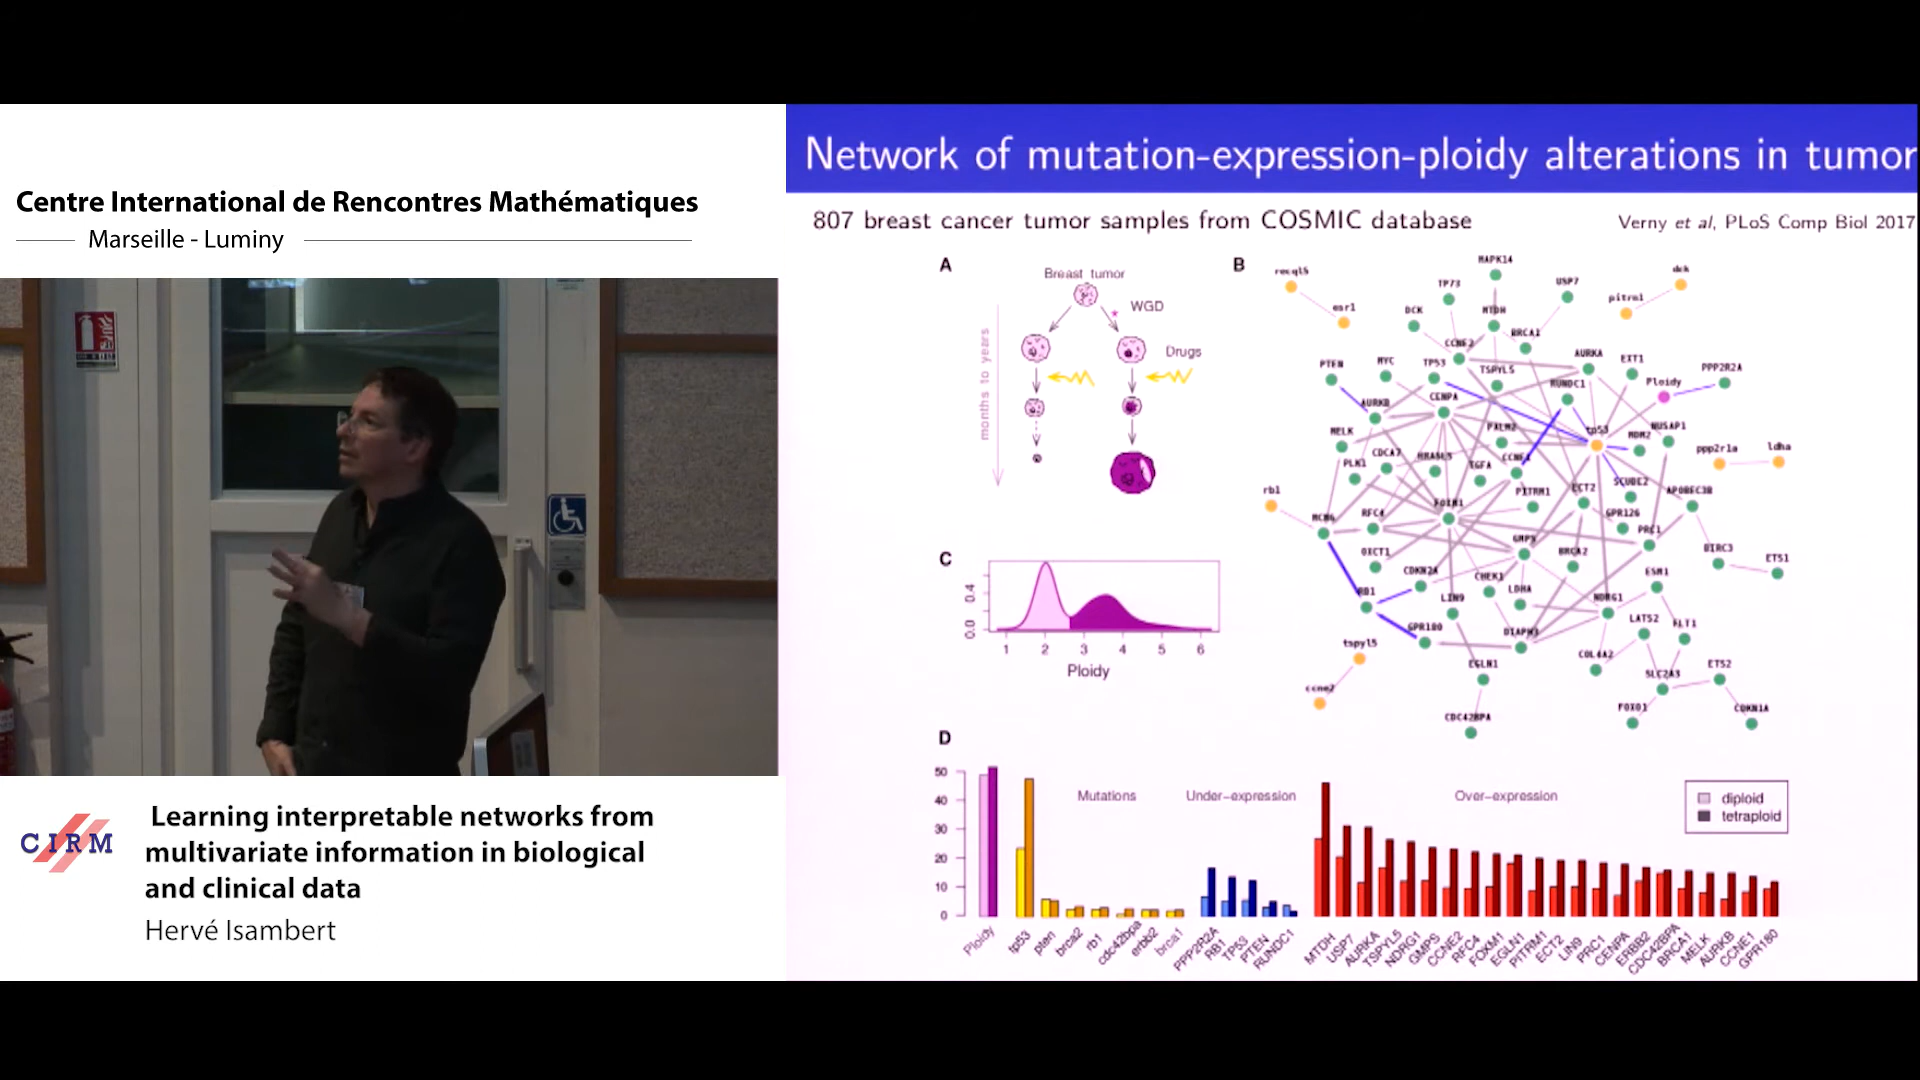 Centre International de Rencontres Mathématiques
Marseille - Luminy
CIRM
Learning interpretable networks from
multivariate information in biological
and clinical data
Hervé Isambert
Network of mutation-expression-ploidy alterations in tumor
807 breast cancer tumor samples from COSMIC database
Verny et al, PLoS Comp Biol 2017
A
Breast tumor
WGD
Drugs
months to years
B
recql5
esr1
MAPK14
TP73
USP7
dck
pitrm1
DCK
MTDH
BRCA1
CCNE2
AURKA
EXT1
PTEN
MYC
TP53
TSPYL5
RUNDC1
Ploidy
PPP2R2A
AURKB
CENPA
tp53
MDM2
NUSAP1
MELK
PALM2
ppp2r1a
ldha
PLK1
CDCA7
HRASLS
TGFA
CCNE1
rb1
MCM6
RFC4
FOXM1
PITRM1
ECT2
SCUBE2
APOBEC3B
GPR126
PRC1
OXCT1
GMPS
BRCA2
BIRC3
ETS1
CDKN2A
CHEK1
LDHA
ESM1
RB1
LIN9
NDRG1
GPR180
DIAPH3
LATS2
FLT1
tspyl5
COL4A2
EGLN1
SLC2A3
ETS2
ccne2
CDC42BPA
FOXO1
CDKN1A
C
0.4
0.0
1 2 3 4 5 6
Ploidy
D
50
40
30
20
10
0
Mutations
Under-expression
Over-expression
diploid
tetraploid
Ploidy
tp53
pten
brca2
rb1
cdc42bpa
erbb2
brca1
PPP2R2A
RB1
TP53
PTEN
RUNDC1
MTDH
USP7
AURKA
TSPYL5
NDRG1
GMPS
CCNE2
RFC4
FOXM1
EGLN1
PITRM1
ECT2
LIN9
PRC1
CENPA
ERBB2
CDC42BPA
BRCA1
MELK
AURKB
CCNE1
GPR180